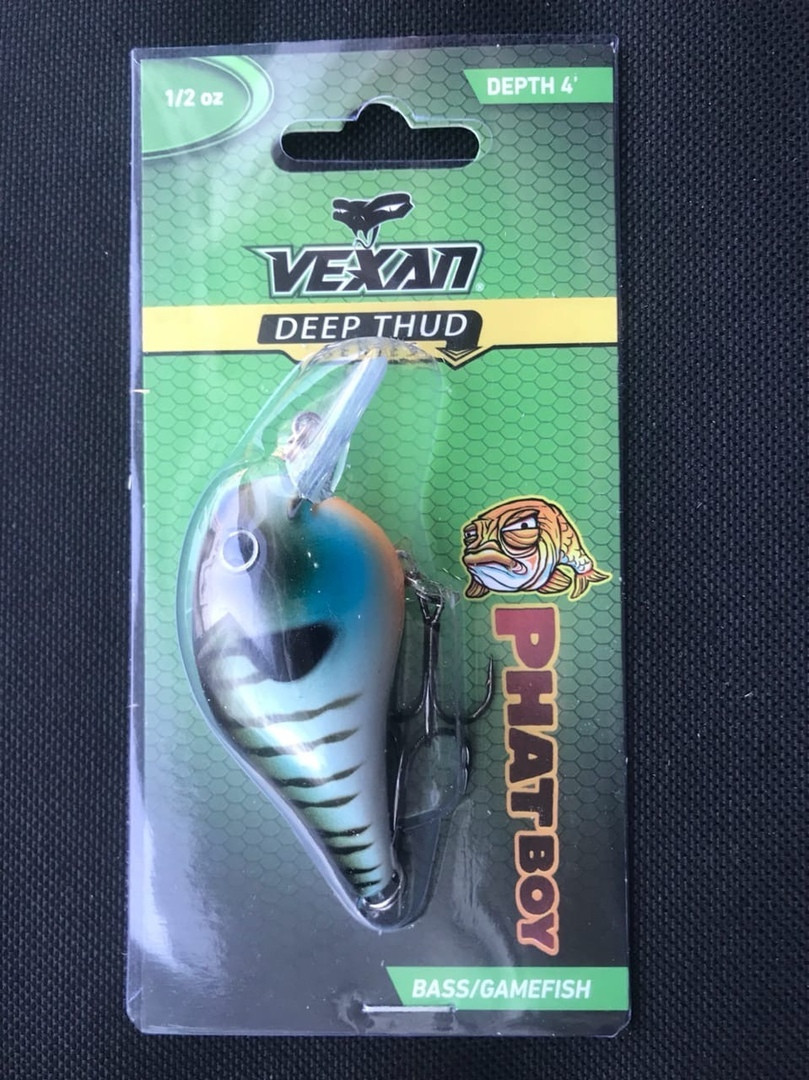 1/2 oz
DEPTH 4'
VEXAN®
DEEP THUD
PHATBOY
BASS/GAMEFISH